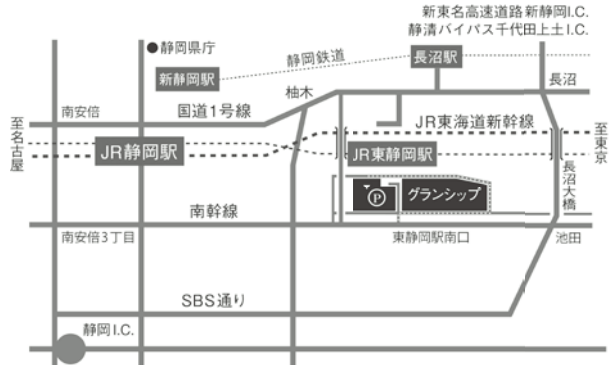 新東名高速道路新静岡I.C.
静清バイパス千代田上土I.C.
●静岡県庁
静岡鉄道
長沼駅
新静岡駅
柚木
長沼
南安倍
国道1号線
JR東海道新幹線
至名古屋
至東京
JR静岡駅
JR東静岡駅
長沼大橋
P
グランシップ
南幹線
南安倍3丁目
東静岡駅南口
池田
SBS通り
静岡I.C.